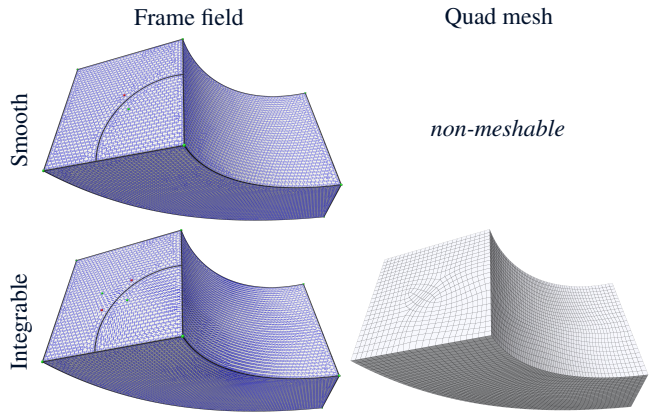 Frame field
Quad mesh
Smooth
non-meshable
Integrable